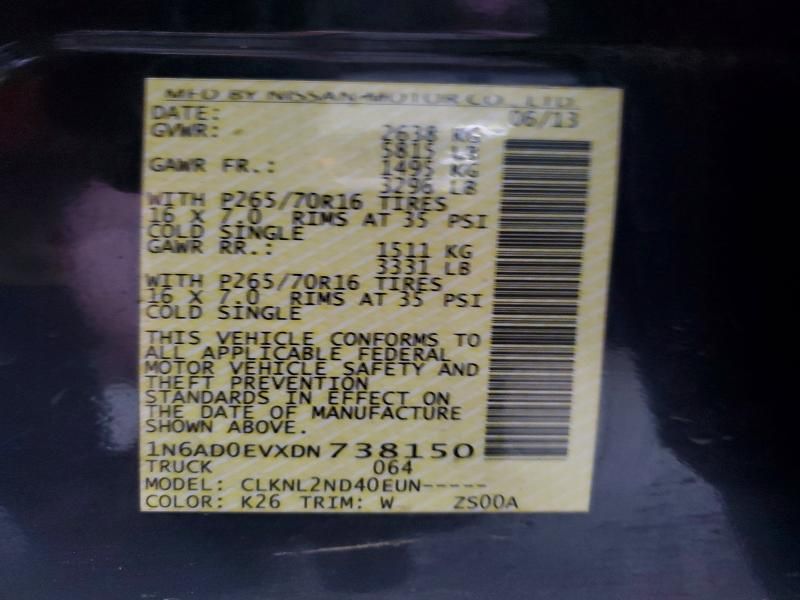 MFD BY NISSAN MOTOR CO., LTD.
DATE: 06/13
GVWR: 2638 KG
5815 LB
GAWR FR.: 1495 KG
3296 LB
WITH P265/70R16 TIRES
16 X 7.0 RIMS AT 35 PSI
COLD SINGLE
GAWR RR.: 1511 KG
3331 LB
WITH P265/70R16 TIRES
16 X 7.0 RIMS AT 35 PSI
COLD SINGLE
THIS VEHICLE CONFORMS TO
ALL APPLICABLE FEDERAL
MOTOR VEHICLE SAFETY AND
THEFT PREVENTION
STANDARDS IN EFFECT ON
THE DATE OF MANUFACTURE
SHOWN ABOVE.
1N6AD0EVXDN738150
TRUCK 064
MODEL: CLKNL2ND40EUN-----
COLOR: K26 TRIM: W ZS00A